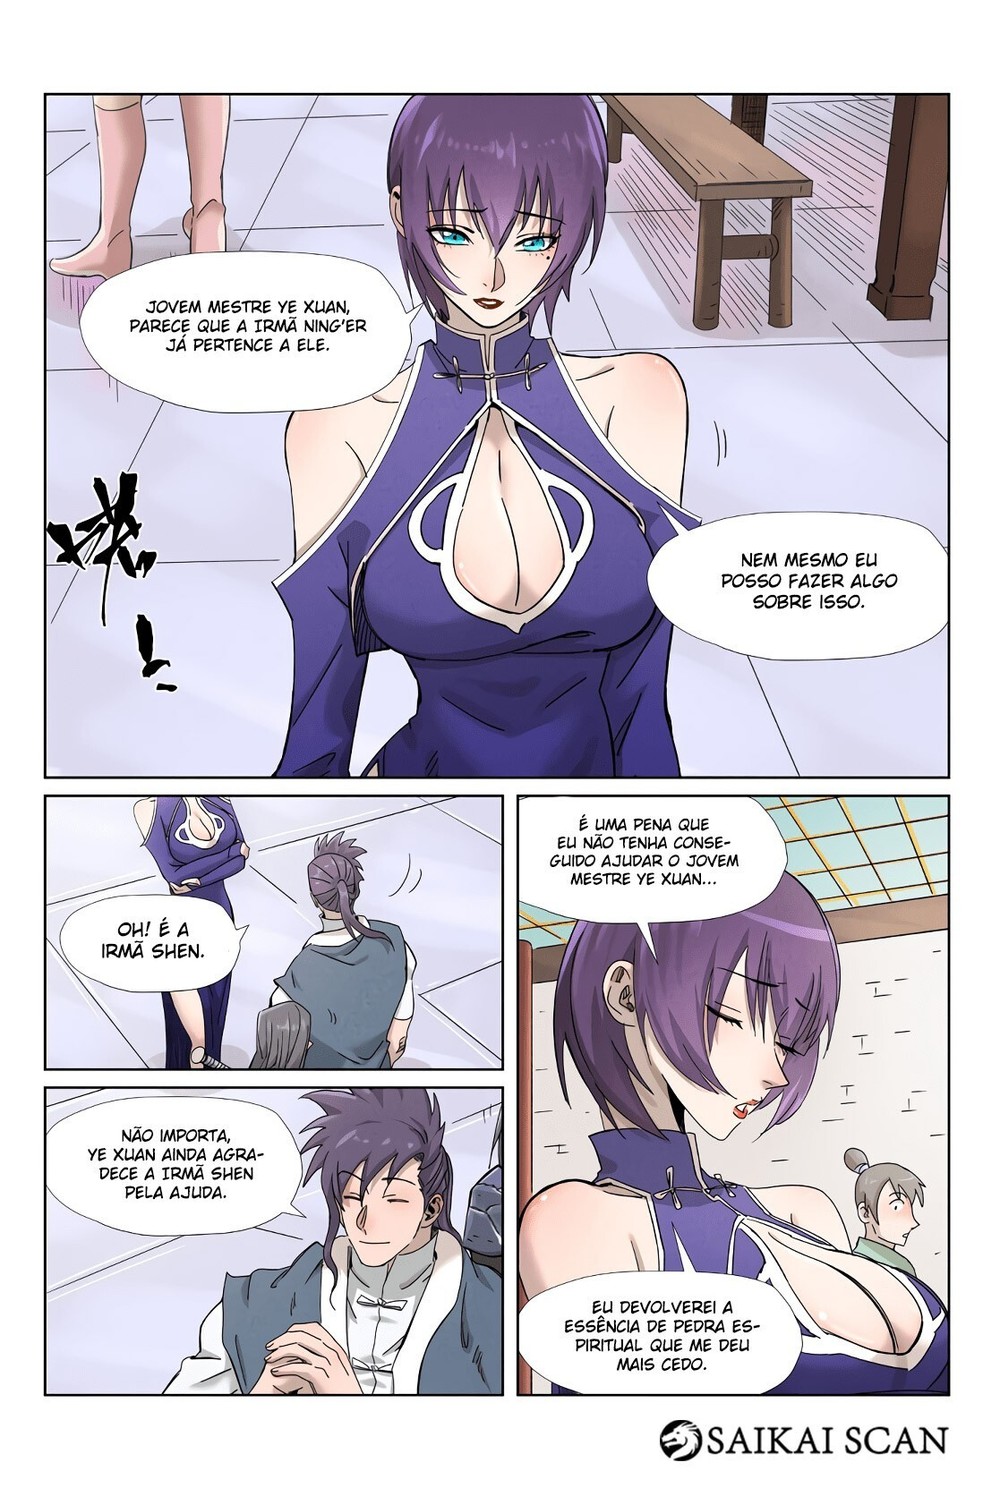 JOVEM MESTRE YE XUAN,
PARECE QUE A IRMÃ NING'ER
JÁ PERTENCE A ELE.
NEM MESMO EU
POSSO FAZER ALGO
SOBRE ISSO.
OH! É A
IRMÃ SHEN.
É UMA PENA QUE
EU NÃO TENHA CONSE-
GUIDO AJUDAR O JOVEM
MESTRE YE XUAN...
NÃO IMPORTA,
YE XUAN AINDA AGRA-
DECE A IRMÃ SHEN
PELA AJUDA.
EU DEVOLVEREI A
ESSÊNCIA DE PEDRA ES-
PIRITUAL QUE ME DEU
MAIS CEDO.
SAIKAI SCAN